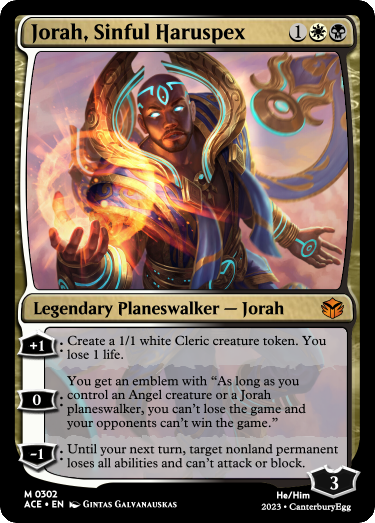 Jorah, Sinful Haruspex 1
Legendary Planeswalker — Jorah
+1: Create a 1/1 white Cleric creature token. You
lose 1 life.
0: You get an emblem with “As long as you
control an Angel creature or a Jorah
planeswalker, you can’t lose the game and
your opponents can’t win the game.”
-1: Until your next turn, target nonland permanent
loses all abilities and can’t attack or block.
3
M 0302 He/Him
ACE • EN Gintas Galvanauskas 2023 • CanterburyEgg